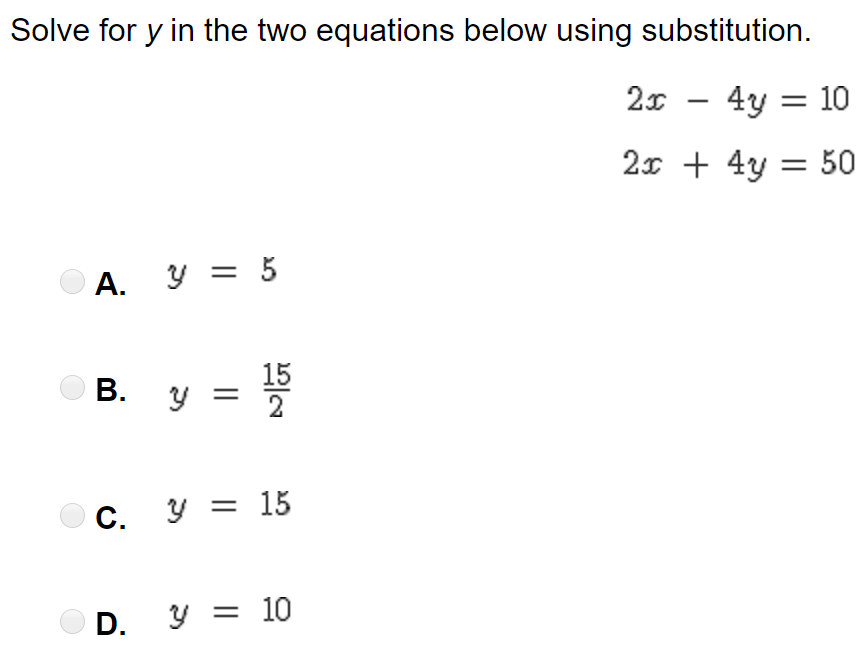 Solve for y in the two equations below using substitution.
2x − 4y = 10
2x + 4y = 50
A. y = 5
B. y = 15/2
C. y = 15
D. y = 10